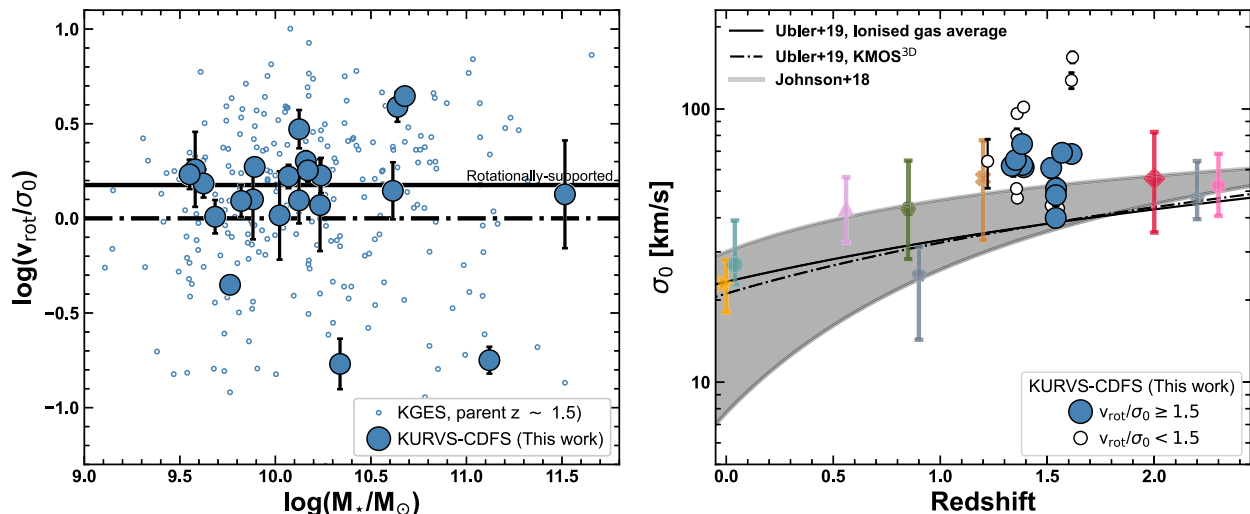 1.0
0.5
0.0
−0.5
−1.0
log(v_rot/σ_0)
Rotationally-supported
KGES, parent z ~ 1.5)
KURVS-CDFS (This work)
9.0 9.5 10.0 10.5 11.0 11.5
log(M⋆/M⊙)
Ubler+19, Ionised gas average
Ubler+19, KMOS^3D
Johnson+18
100
10
σ_0 [km/s]
KURVS-CDFS (This work)
v_rot/σ_0 ≥ 1.5
v_rot/σ_0 < 1.5
0.0 0.5 1.0 1.5 2.0
Redshift